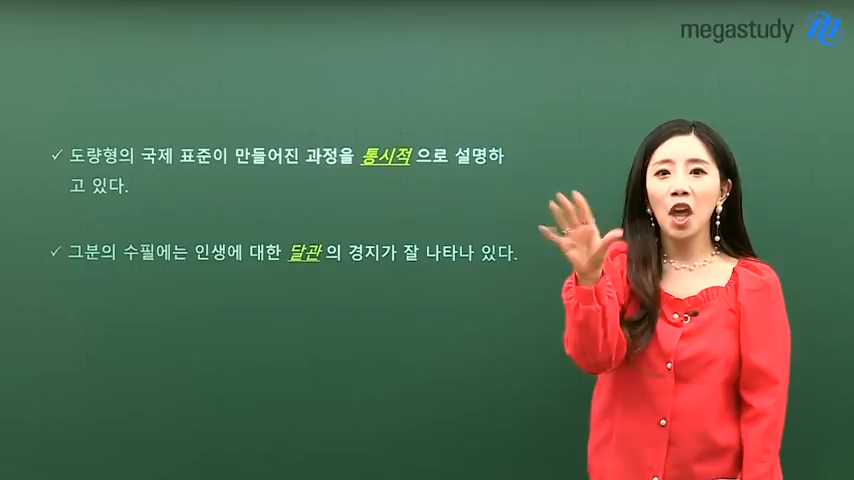 megastudy
✓ 도량형의 국제 표준이 만들어진 과정을 통시적 으로 설명하
고 있다.
✓ 그분의 수필에는 인생에 대한 달관 의 경지가 잘 나타나 있다.